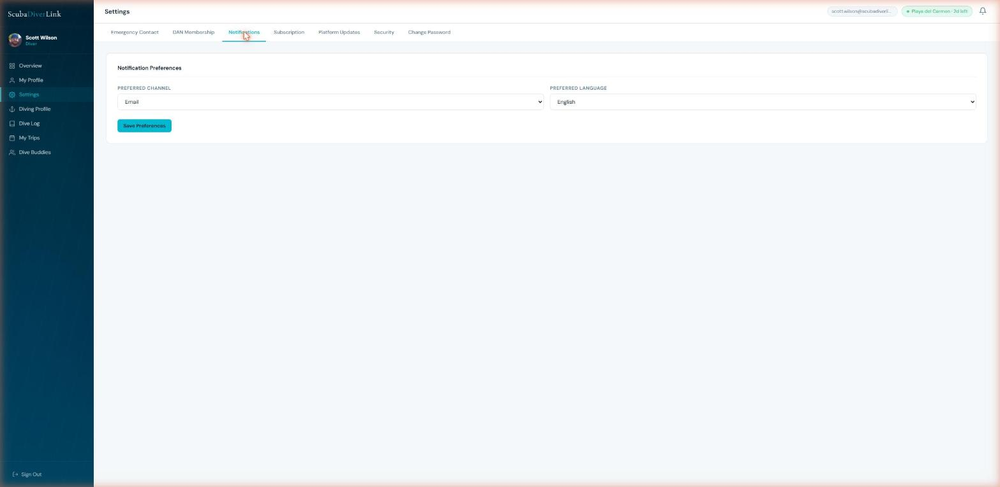 ScubaDiverLink
Settings
scott.wilson@scubadiverli...
Playa del Carmen · 2d left
Scott Wilson
Diver
Overview
My Profile
Settings
Diving Profile
Dive Log
My Trips
Dive Buddies
Sign Out
Emergency Contact
DAN Membership
Notifications
Subscription
Platform Updates
Security
Change Password
Notification Preferences
PREFERRED CHANNEL
PREFERRED LANGUAGE
Email
English
Save Preferences